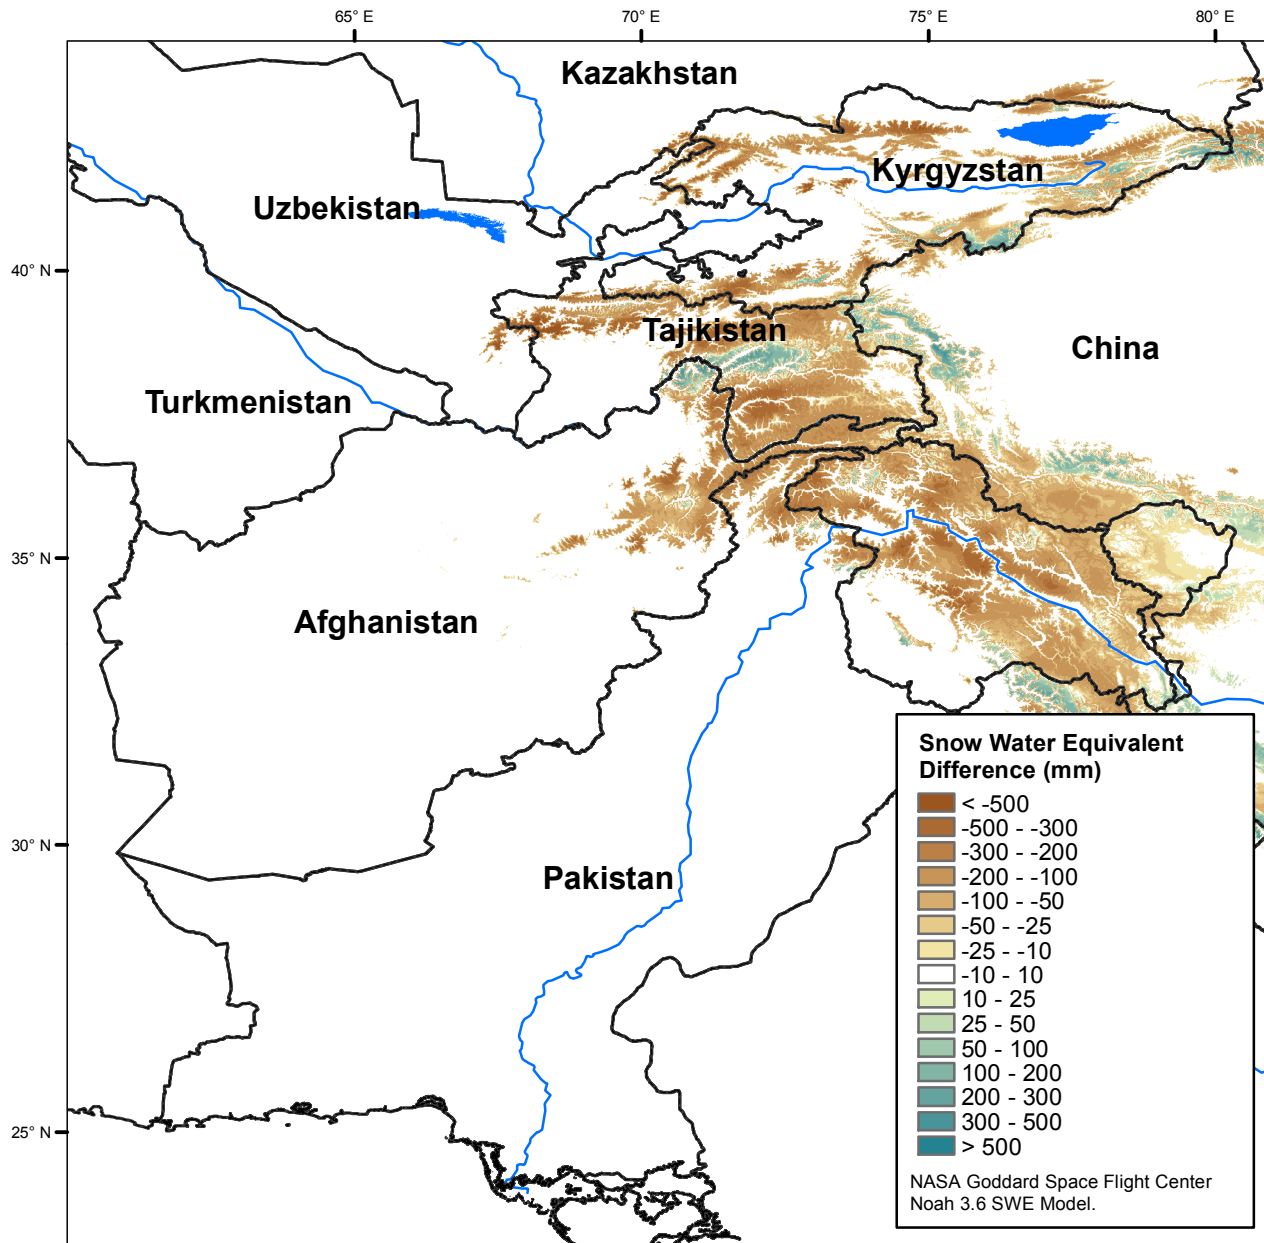 65° E 70° E 75° E 80° E
Kazakhstan
Kyrgyzstan
Uzbekistan
40° N
Tajikistan
China
Turkmenistan
35° N
Afghanistan
Snow Water Equivalent
Difference (mm)
< -500
-500 - -300
-300 - -200
-200 - -100
-100 - -50
-50 - -25
-25 - -10
-10 - 10
10 - 25
25 - 50
50 - 100
100 - 200
200 - 300
300 - 500
> 500
30° N
Pakistan
25° N
NASA Goddard Space Flight Center
Noah 3.6 SWE Model.